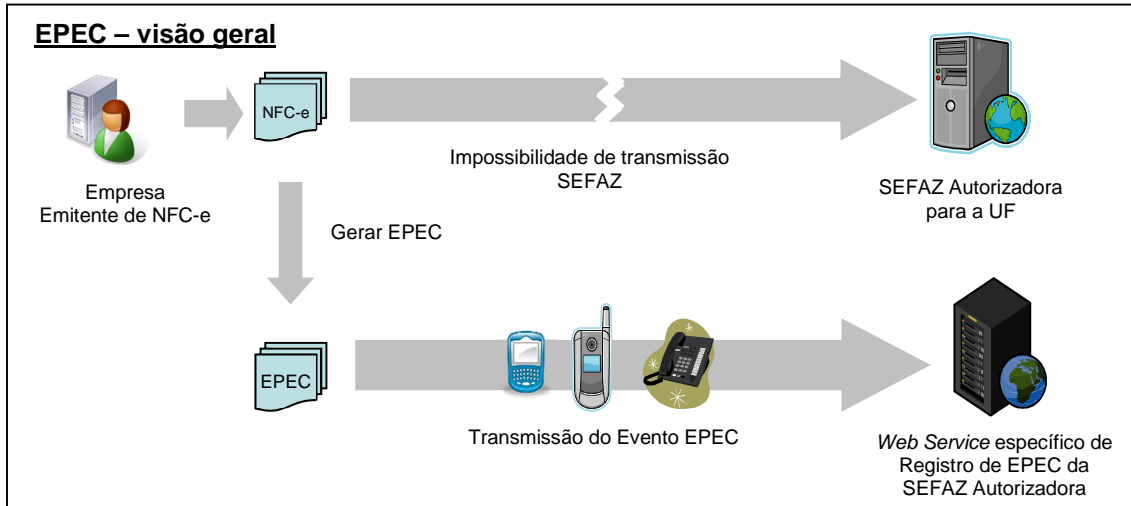 EPEC – visão geral
NFC-e
Impossibilidade de transmissão
SEFAZ
Empresa
Emitente de NFC-e
SEFAZ Autorizadora
para a UF
Gerar EPEC
EPEC
Transmissão do Evento EPEC
Web Service específico de
Registro de EPEC da
SEFAZ Autorizadora